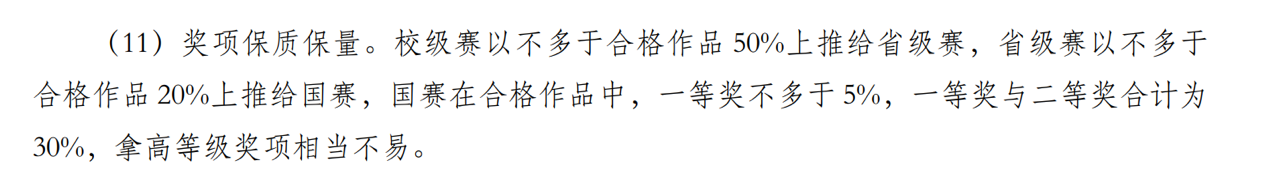 （11）奖项保质保量。校级赛以不多于合格作品 50%上推给省级赛，省级赛以不多于
合格作品 20%上推给国赛，国赛在合格作品中，一等奖不多于 5%，一等奖与二等奖合计为
30%，拿高等级奖项相当不易。